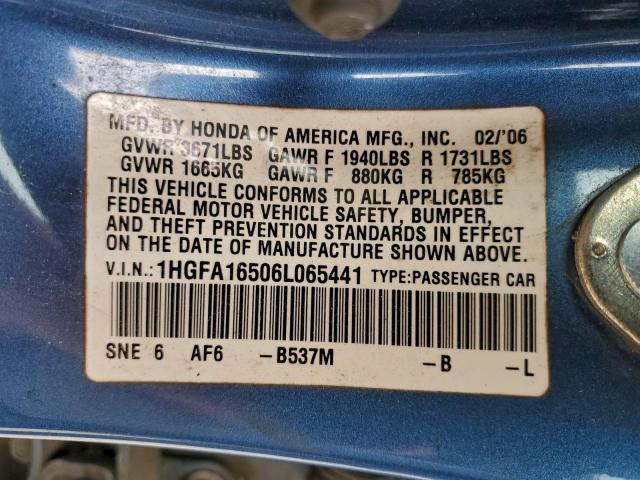 MFD. BY HONDA OF AMERICA MFG., INC. 02/'06
GVWR 3671LBS GAWR F 1940LBS R 1731LBS
GVWR 1665KG GAWR F 880KG R 785KG
THIS VEHICLE CONFORMS TO ALL APPLICABLE
FEDERAL MOTOR VEHICLE SAFETY, BUMPER,
AND THEFT PREVENTION STANDARDS IN EFFECT
ON THE DATE OF MANUFACTURE SHOWN ABOVE.
V.I.N.: 1HGFA16506L065441 TYPE:PASSENGER CAR
SNE 6 AF6 -B537M -B -L